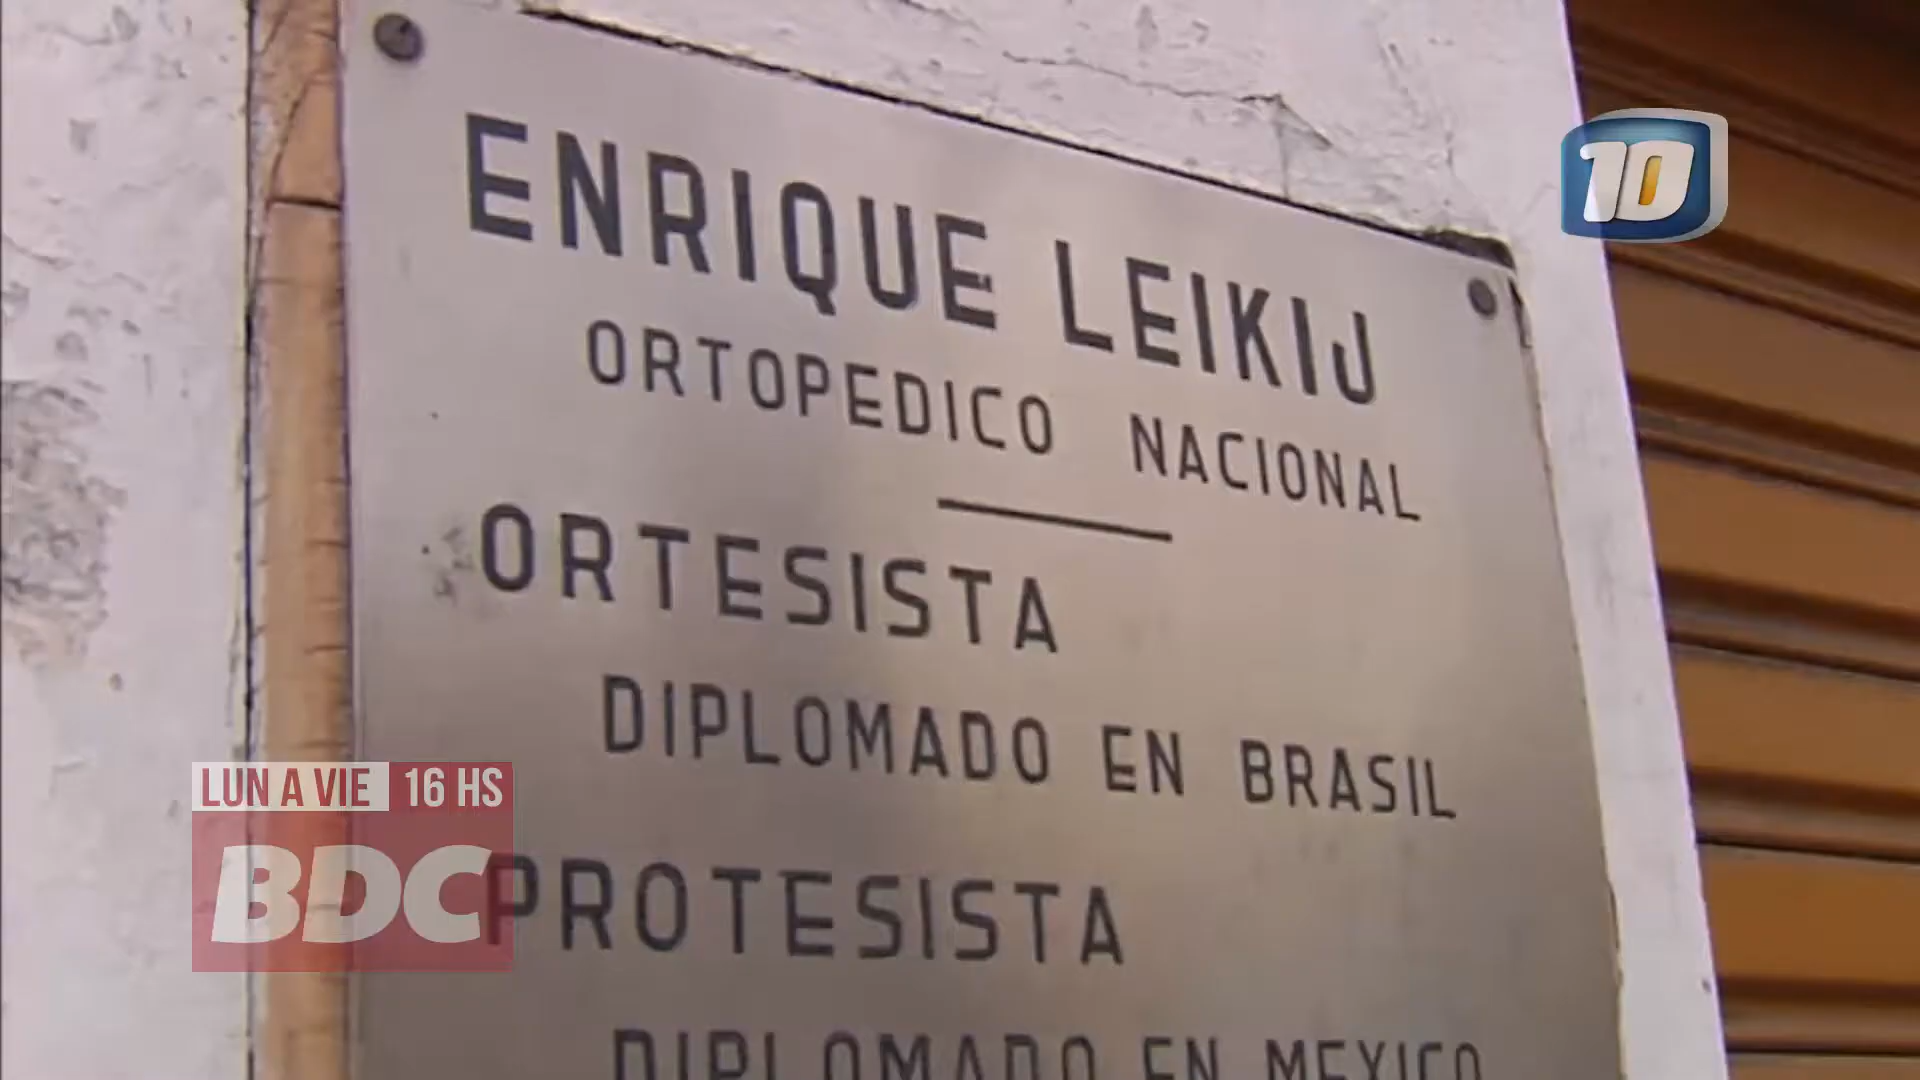 ENRIQUE LEIKIJ
ORTOPEDICO NACIONAL
ORTESISTA
DIPLOMADO EN BRASIL
PROTESISTA
DIPLOMADO EN MEXICO
10
LUN A VIE 16 HS
BDC